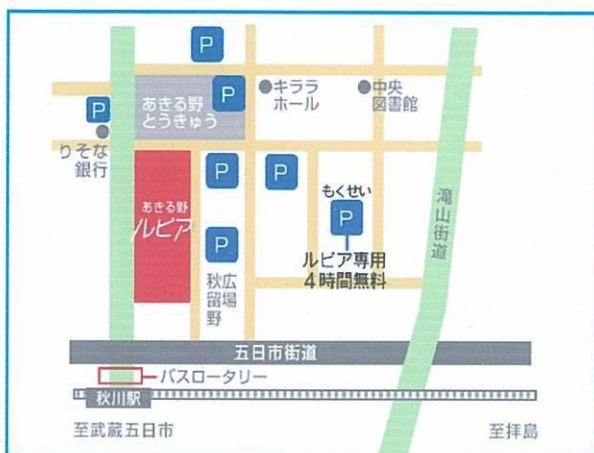 P
P
あきる野
とうきゅう
キララ
ホール
中央
図書館
P
りそな
銀行
あきる野
ルピア
P
P
もくせい
P
ルピア専用
4時間無料
滝山街道
P
秋留野
広場
五日市街道
バスロータリー
秋川駅
至武蔵五日市
至拝島